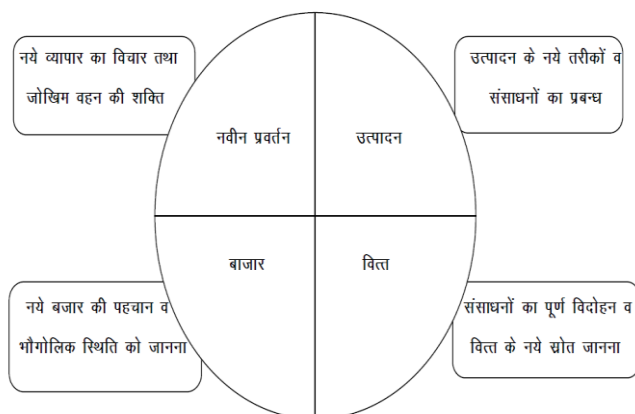 नये व्यापार का विचार तथा
जोखिम वहन की शक्ति
उत्पादन के नये तरीकों व
संसाधनों का प्रबन्ध
नवीन प्रवर्तन
उत्पादन
बाजार
वित्त
नये बजार की पहचान व
भौगोलिक स्थिति को जानना
संसाधनों का पूर्ण विदोहन व
वित्त के नये स्रोत जानना